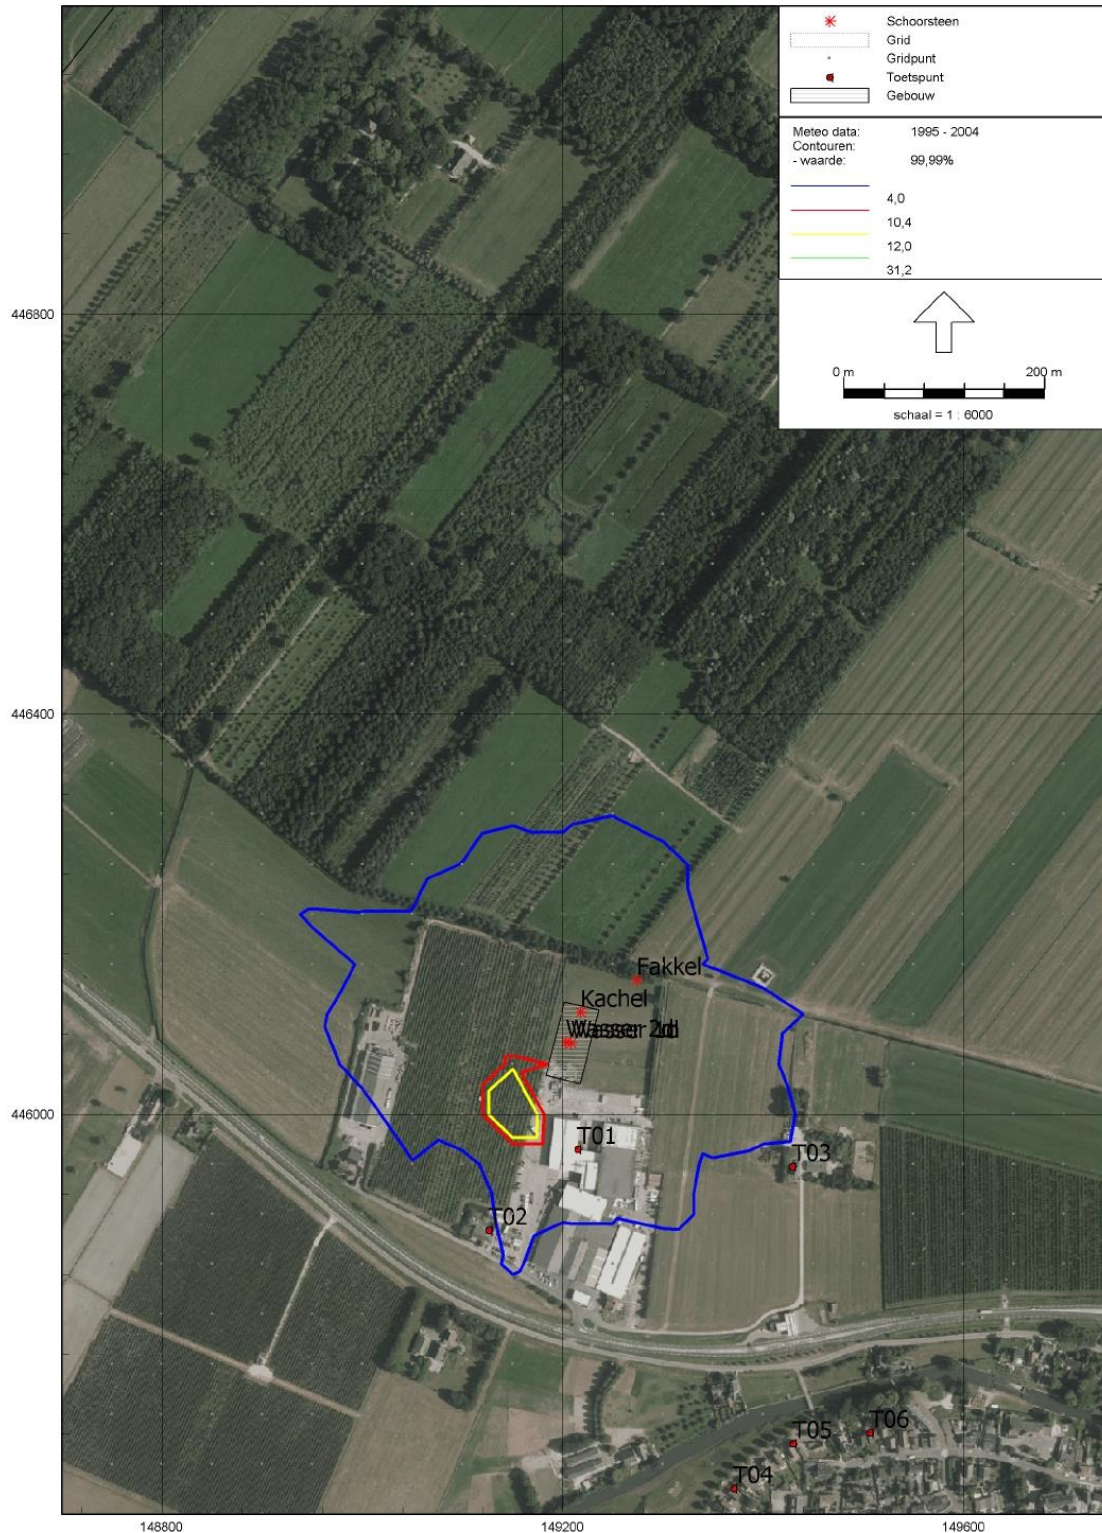 Schoorsteen
Grid
Gridpunt
Toetspunt
Gebouw
Meteo data: 1995 - 2004
Contouren:
- waarde: 99,99%
4,0
10,4
12,0
31,2
0 m 200 m
schaal = 1 : 6000
446800
446400
Fakkel
Kachel
446000
T01
T03
T02
T06
T05
T04
148800 149200 149600